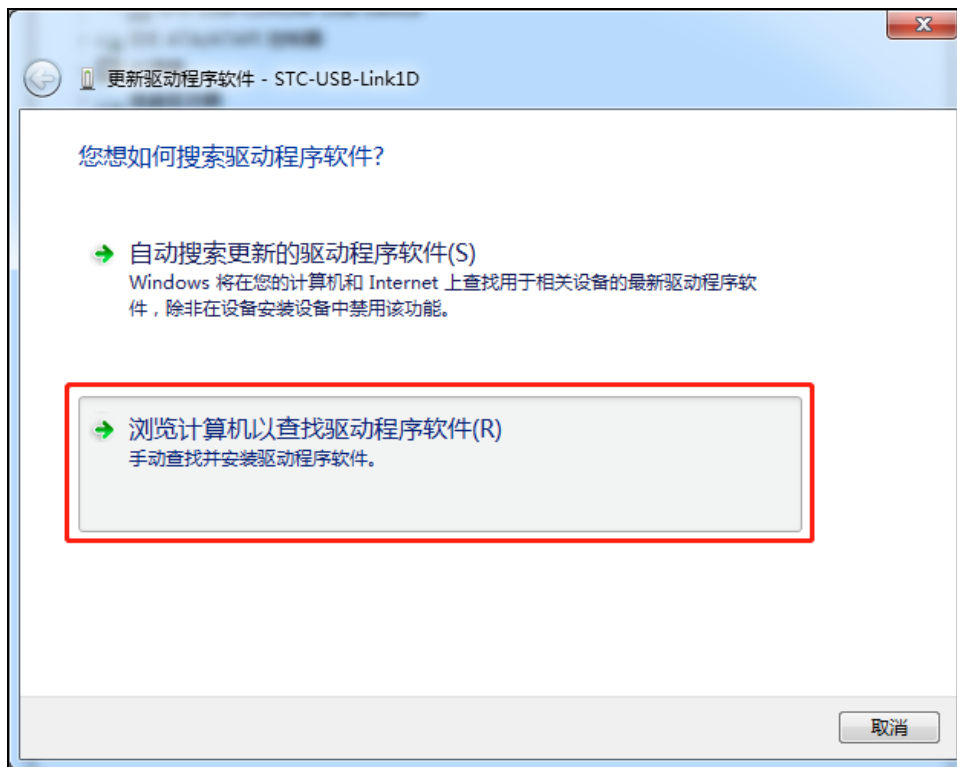 更新驱动程序软件 - STC-USB-Link1D
您想如何搜索驱动程序软件?
自动搜索更新的驱动程序软件(S)
Windows 将在您的计算机和 Internet 上查找用于相关设备的最新驱动程序软
件，除非在设备安装设备中禁用该功能。
浏览计算机以查找驱动程序软件(R)
手动查找并安装驱动程序软件。
取消